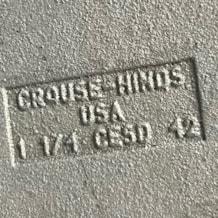 CROUSE-HINDS
USA
1 1/4 CESD 42